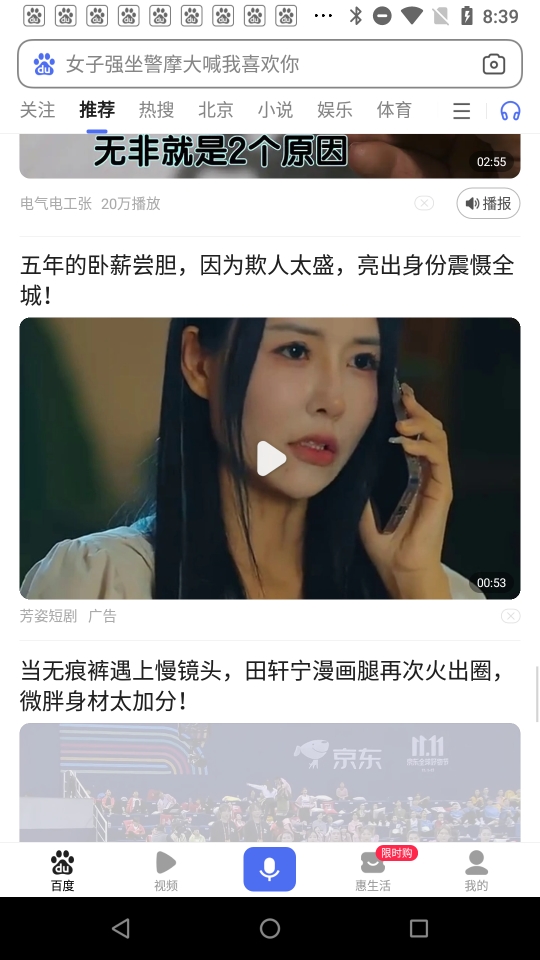 8:39
女子强坐警摩大喊我喜欢你
关注 推荐 热搜 北京 小说 娱乐 体育
无非就是2个原因
02:55
电气电工张 20万播放
播报
五年的卧薪尝胆，因为欺人太盛，亮出身份震慑全
城！
00:53
芳姿短剧 广告
当无痕裤遇上慢镜头，田轩宁漫画腿再次火出圈，
微胖身材太加分！
京东
11.11
限时购
百度 视频 惠生活 我的